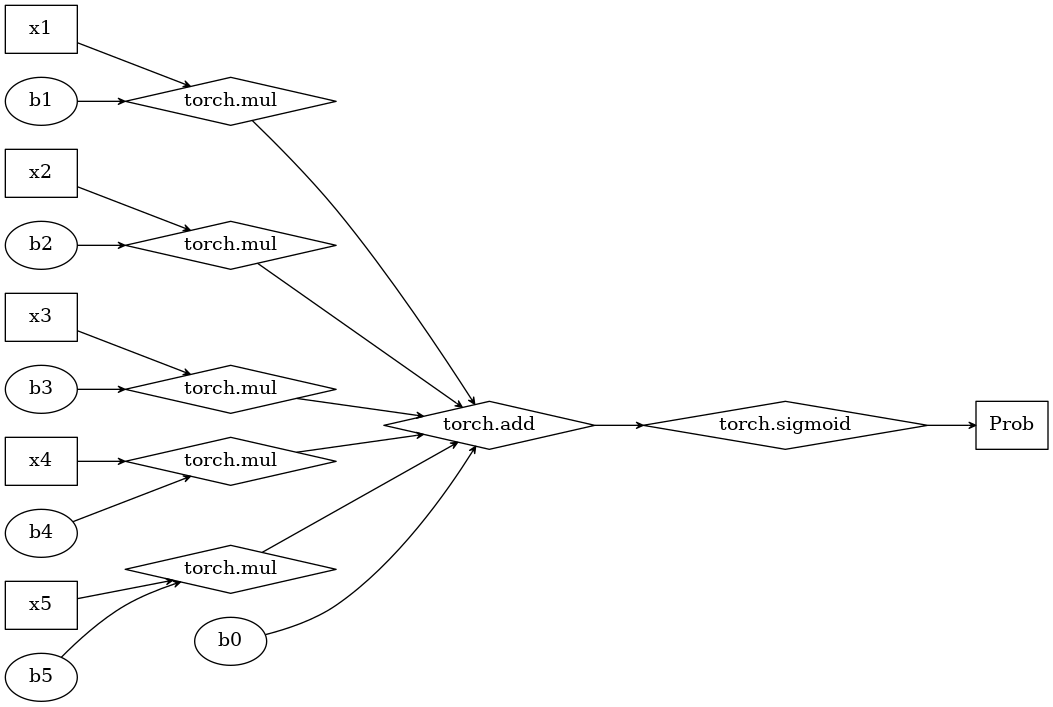 x1
b1
torch.mul
x2
b2
torch.mul
x3
b3
torch.mul
x4
torch.mul
b4
torch.add
torch.sigmoid
Prob
torch.mul
x5
b0
b5